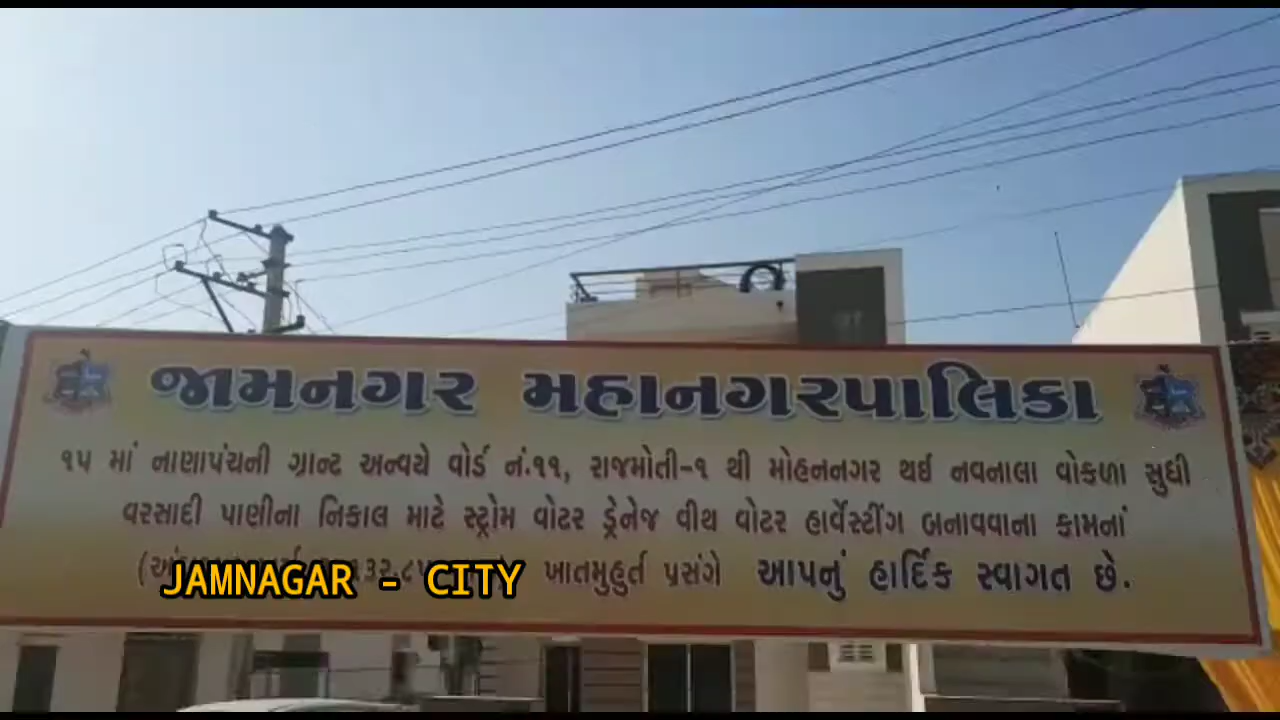 જામનગર મહાનગરપાલિકા
૧૫ માં નાણાપંચની ગ્રાન્ટ અન્વયે વોર્ડ નં.૧૧, રાજમોતી-૧ થી મોહનનગર થઇ નવનાલા વોકળા સુધી
વરસાદી પાણીના નિકાલ માટે સ્ટ્રોમ વોટર ડ્રેનેજ વીથ વોટર હાર્વેસ્ટીંગ બનાવવાના કામનાં
ખાતમુહુર્ત પ્રસંગે આપનું હાર્દિક સ્વાગત છે.
JAMNAGAR - CITY